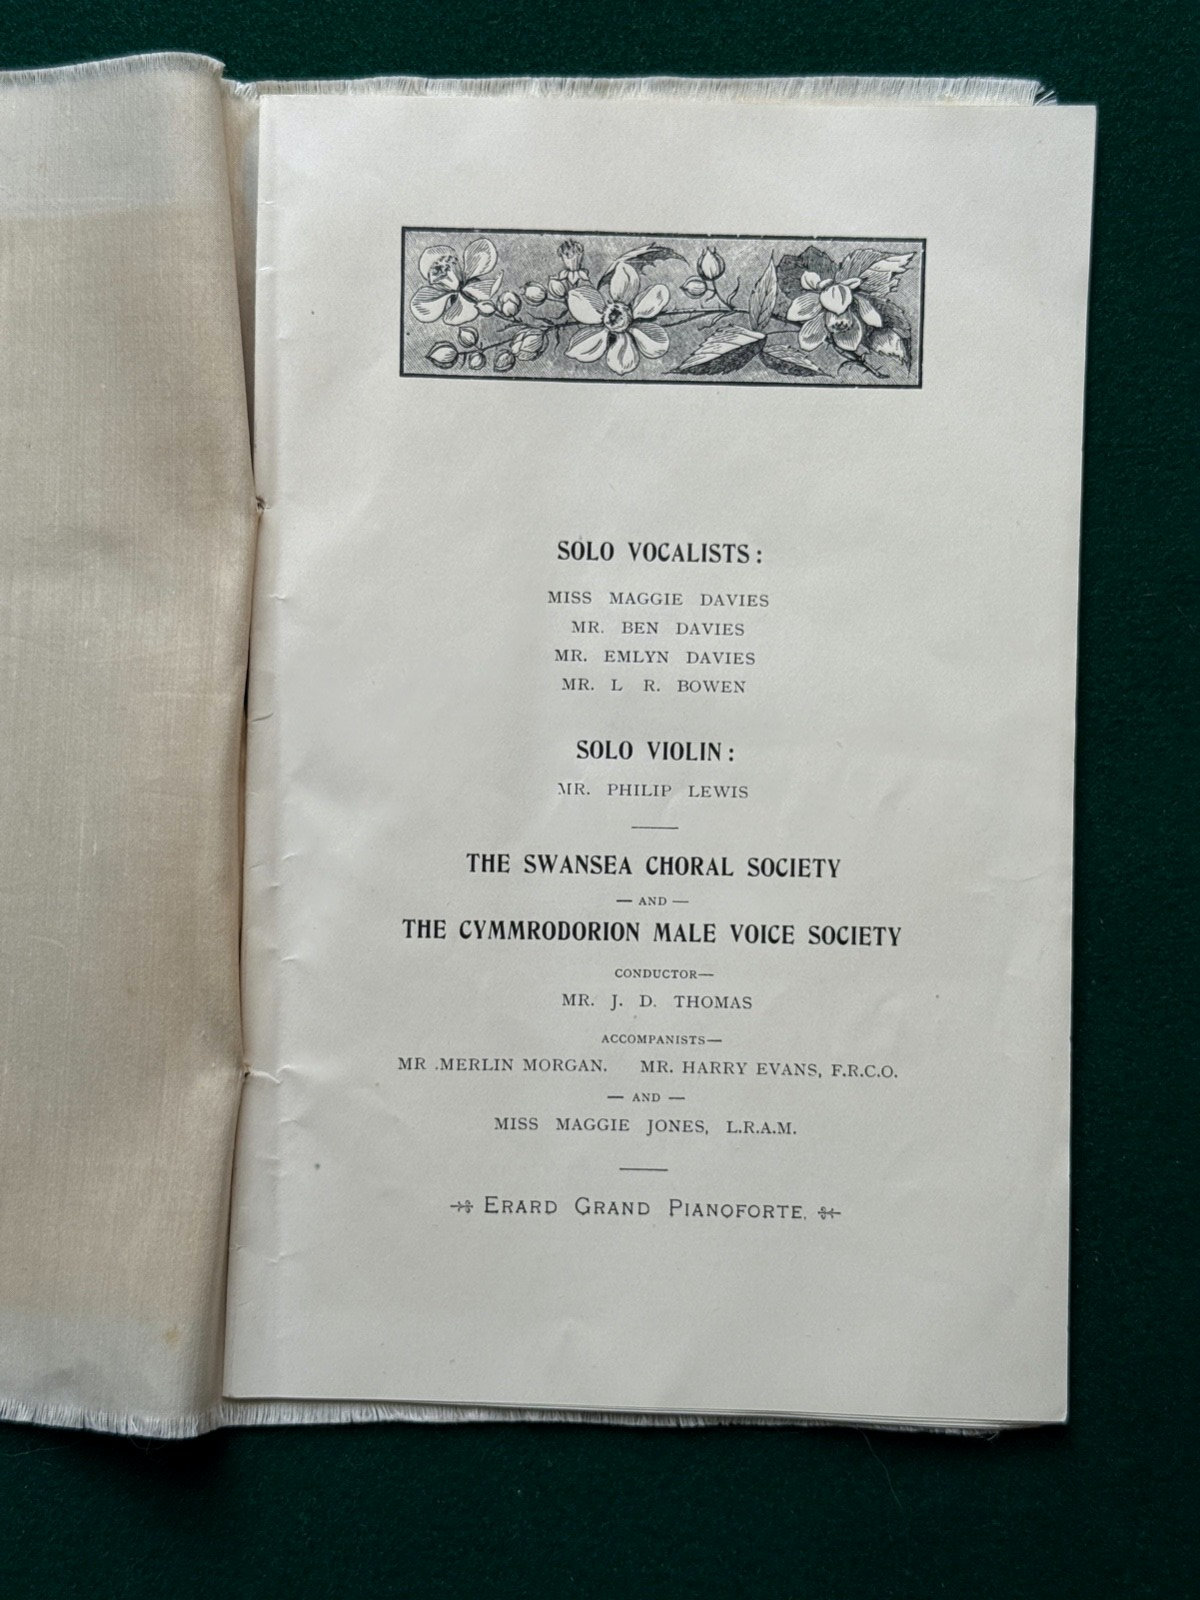 SOLO VOCALISTS:
MISS MAGGIE DAVIES
MR. BEN DAVIES
MR. EMLYN DAVIES
MR. L R. BOWEN
SOLO VIOLIN:
MR. PHILIP LEWIS
THE SWANSEA CHORAL SOCIETY
— AND —
THE CYMMRODORION MALE VOICE SOCIETY
CONDUCTOR—
MR. J. D. THOMAS
ACCOMPANISTS—
MR .MERLIN MORGAN. MR. HARRY EVANS, F.R.C.O.
— AND —
MISS MAGGIE JONES, L.R.A.M.
ERARD GRAND PIANOFORTE.